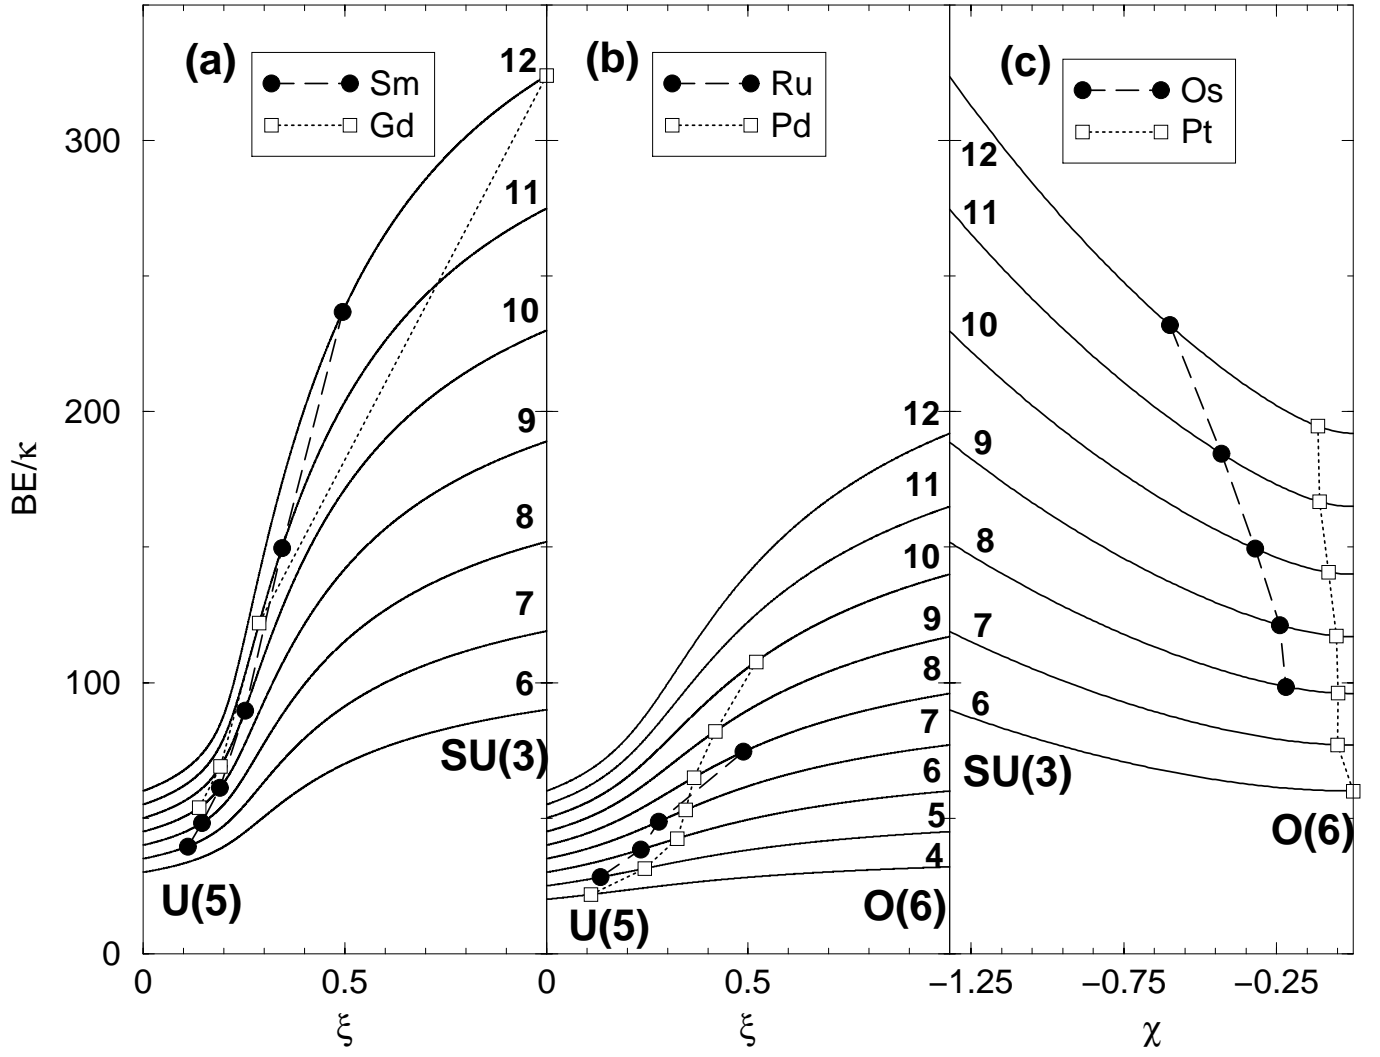 (a)
Sm
Gd
12
11
10
9
8
7
6
SU(3)
U(5)
(b)
Ru
Pd
12
11
10
9
8
7
6
5
4
U(5)
O(6)
(c)
Os
Pt
12
11
10
9
8
7
6
SU(3)
O(6)
300
200
100
0
BE/κ
0 0.5 0 0.5 −1.25 −0.75 −0.25
ξ ξ χ